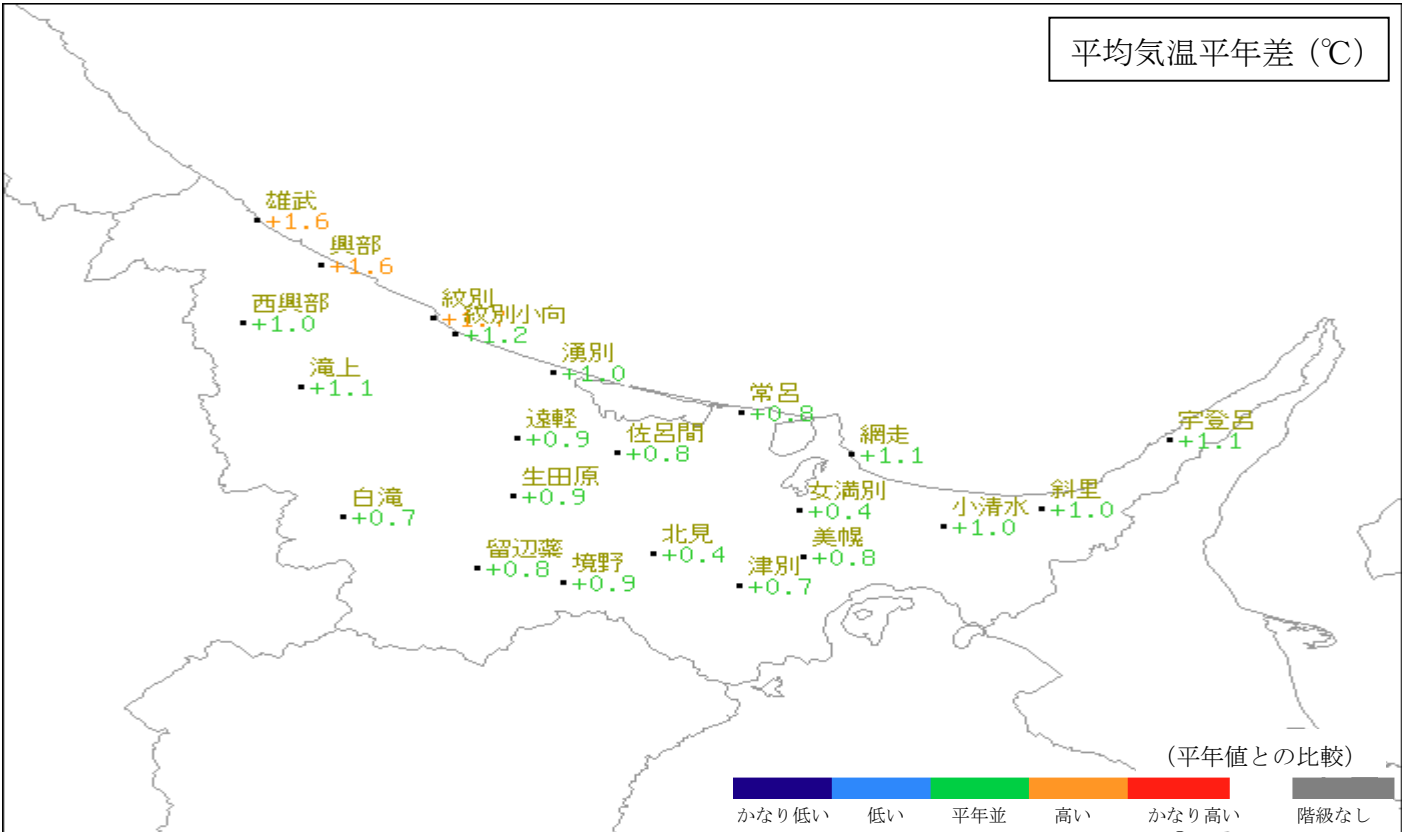 平均気温平年差（℃）
雄武
+1.6
興部
+1.6
西興部
+1.0
紋別
紋別小向
+1.2
滝上
+1.1
湧別
+1.0
常呂
+0.8
遠軽
+0.9
佐呂間
+0.8
網走
+1.1
宇登呂
+1.1
生田原
+0.9
白滝
+0.7
女満別
+0.4
小清水
+1.0
斜里
+1.0
留辺蘂
+0.8
境野
+0.9
北見
+0.4
美幌
+0.8
津別
+0.7
（平年値との比較）
かなり低い 低い 平年並 高い かなり高い 階級なし